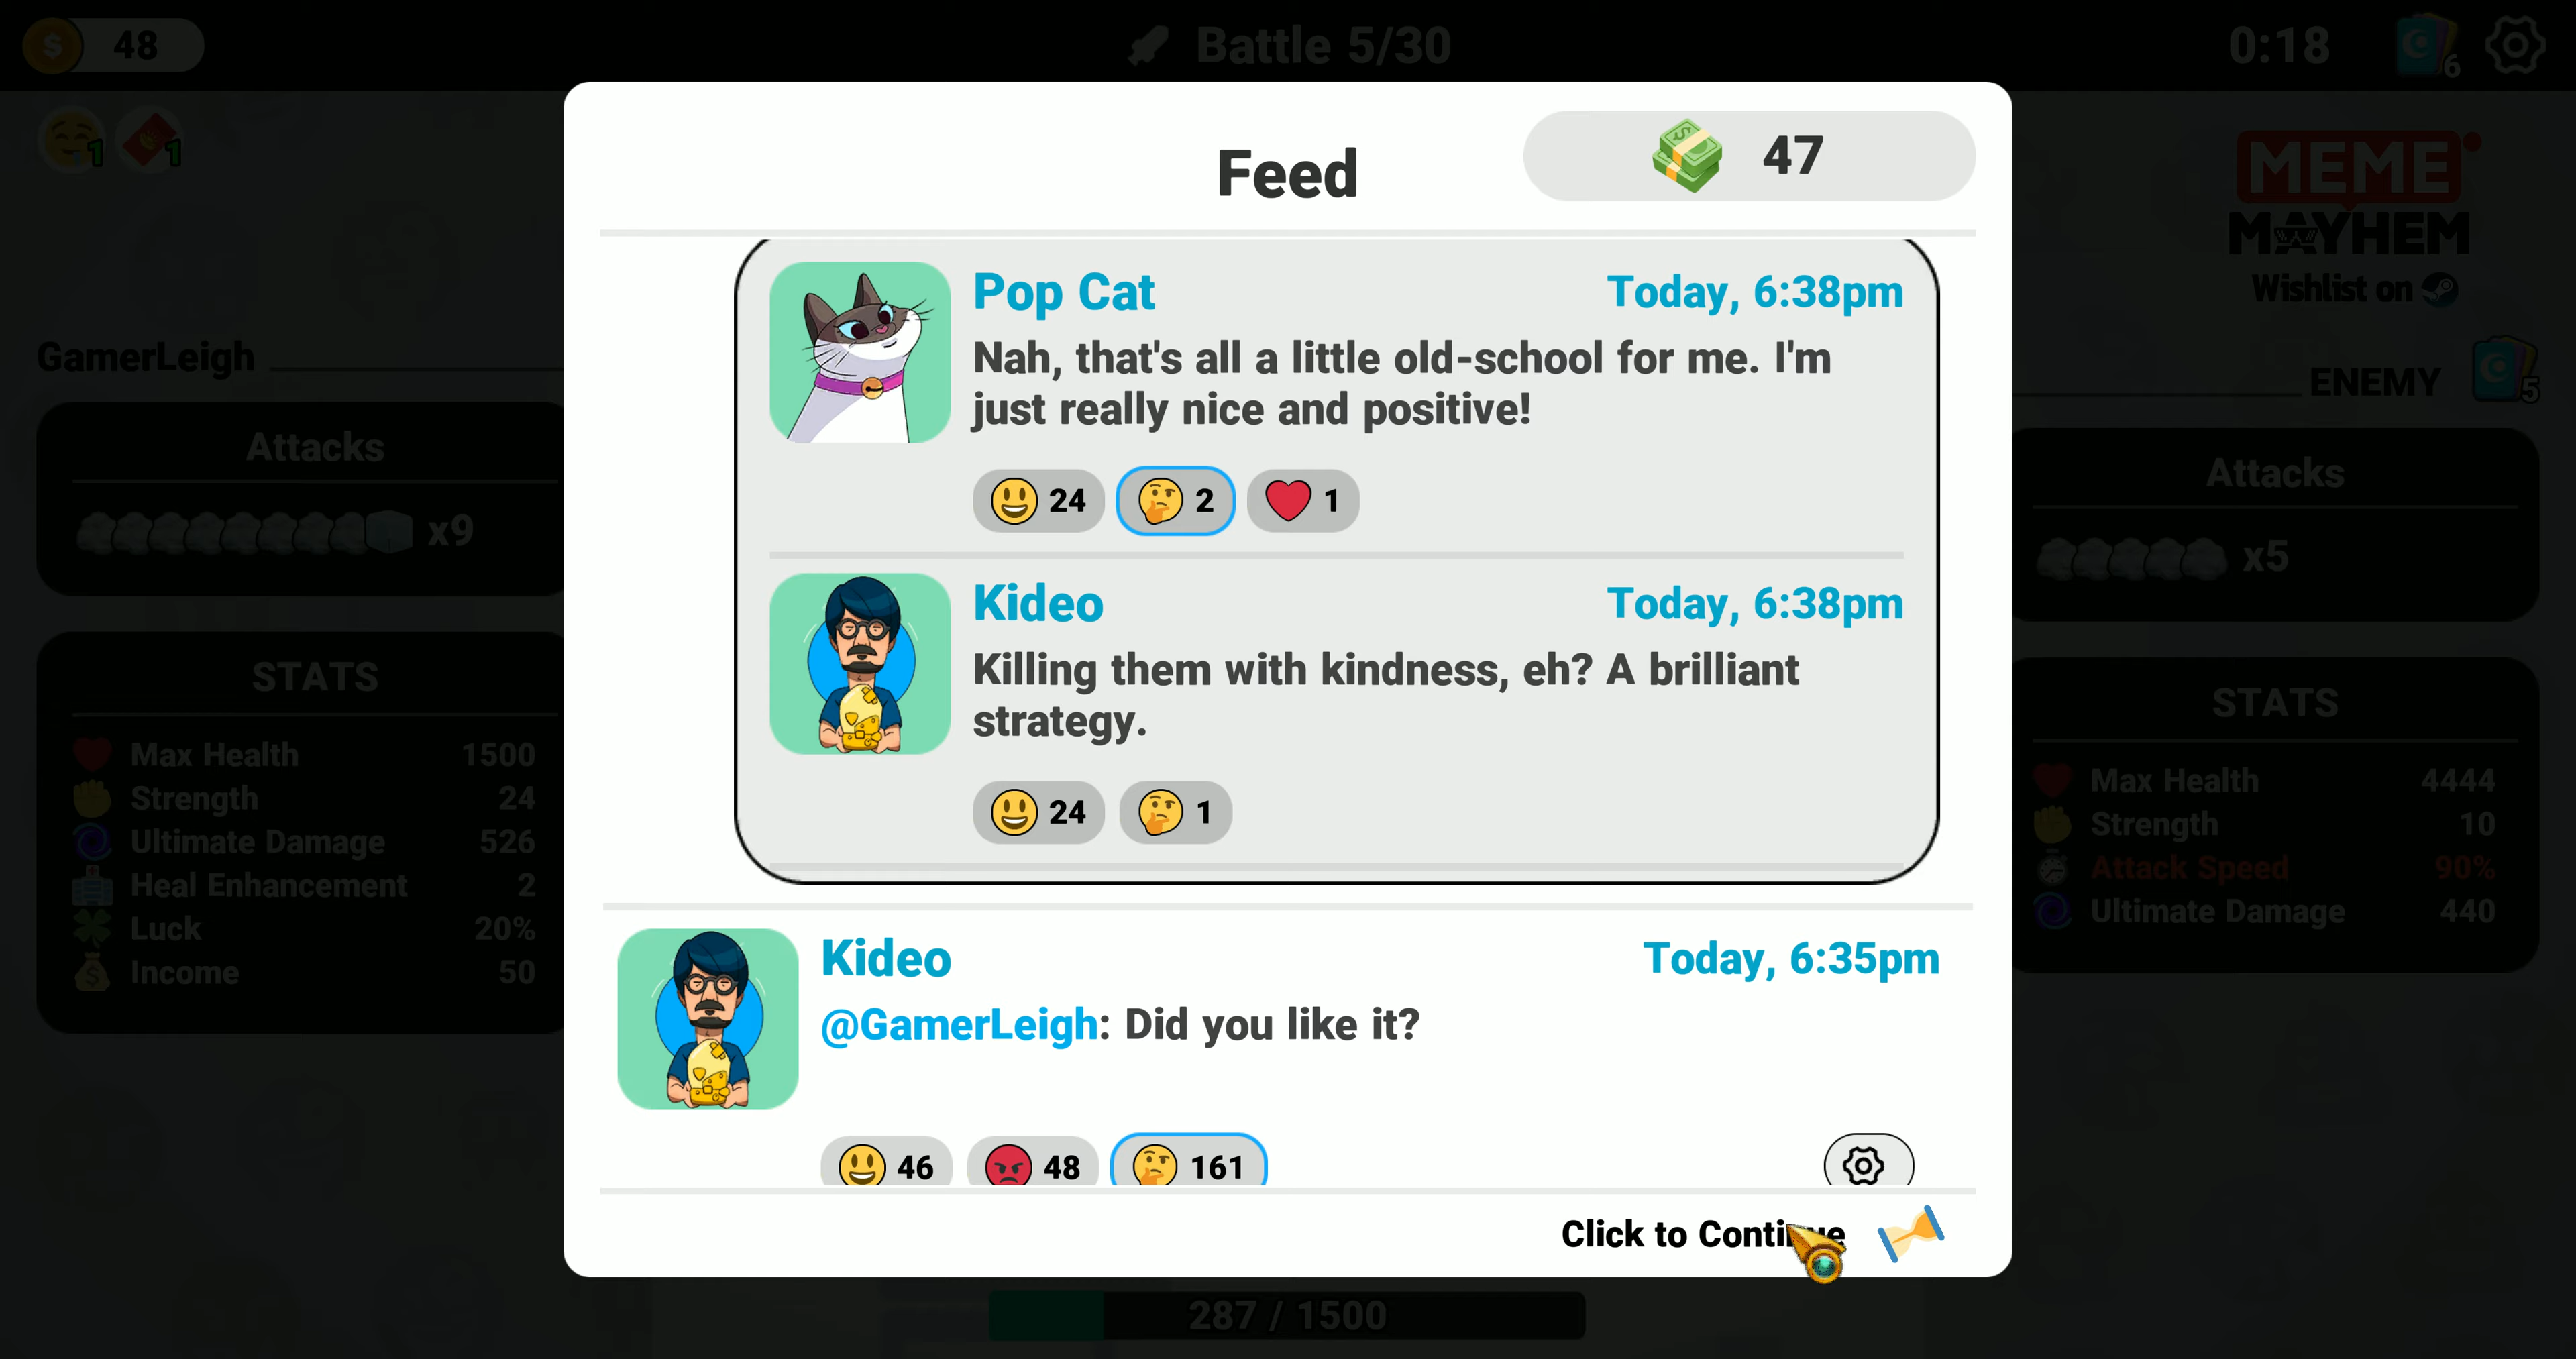 48
Battle 5/30
0:18
6
1
1
MEME
MAYHEM
Wishlist on
Feed
47
Pop Cat
Today, 6:38pm
Nah, that's all a little old-school for me. I'm
just really nice and positive!
24
2
1
Kideo
Today, 6:38pm
Killing them with kindness, eh? A brilliant
strategy.
24
1
Kideo
Today, 6:35pm
@GamerLeigh: Did you like it?
46
48
161
Click to Continue
GamerLeigh
Attacks
x9
STATS
Max Health 1500
Strength 24
Ultimate Damage 526
Heal Enhancement 2
Luck 20%
Income 50
ENEMY
5
Attacks
x5
STATS
Max Health 4444
Strength 10
Attack Speed 90%
Ultimate Damage 440
287 / 1500